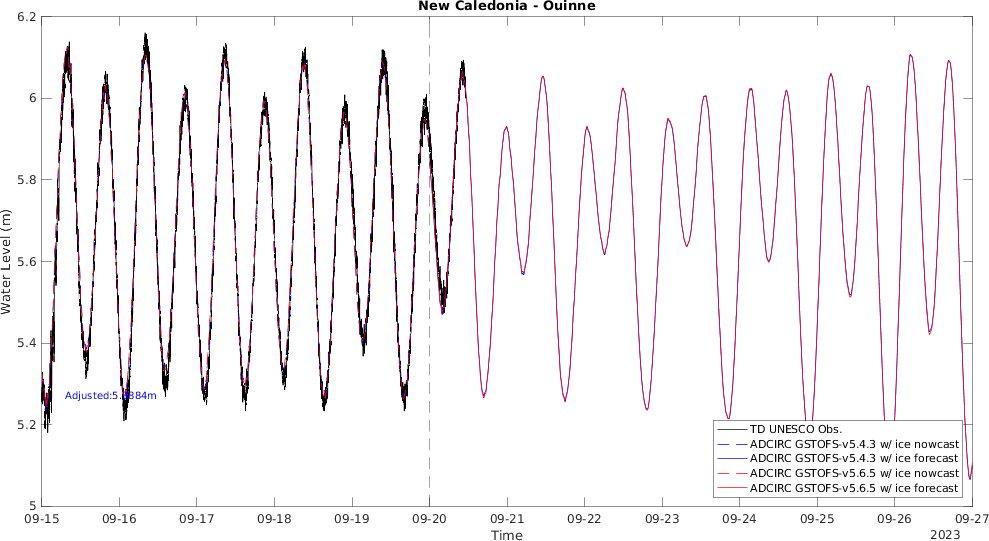 New Caledonia - Ouinne
6.2
6
5.8
5.6
5.4
5.2
5
Water Level (m)
TD UNESCO Obs.
ADCIRC GSTOFS-v5.4.3 w/ ice nowcast
ADCIRC GSTOFS-v5.4.3 w/ ice forecast
ADCIRC GSTOFS-v5.6.5 w/ ice nowcast
ADCIRC GSTOFS-v5.6.5 w/ ice forecast
09-15 09-16 09-17 09-18 09-19 09-20 09-21 09-22 09-23 09-24 09-25 09-26 09-27
Time
2023